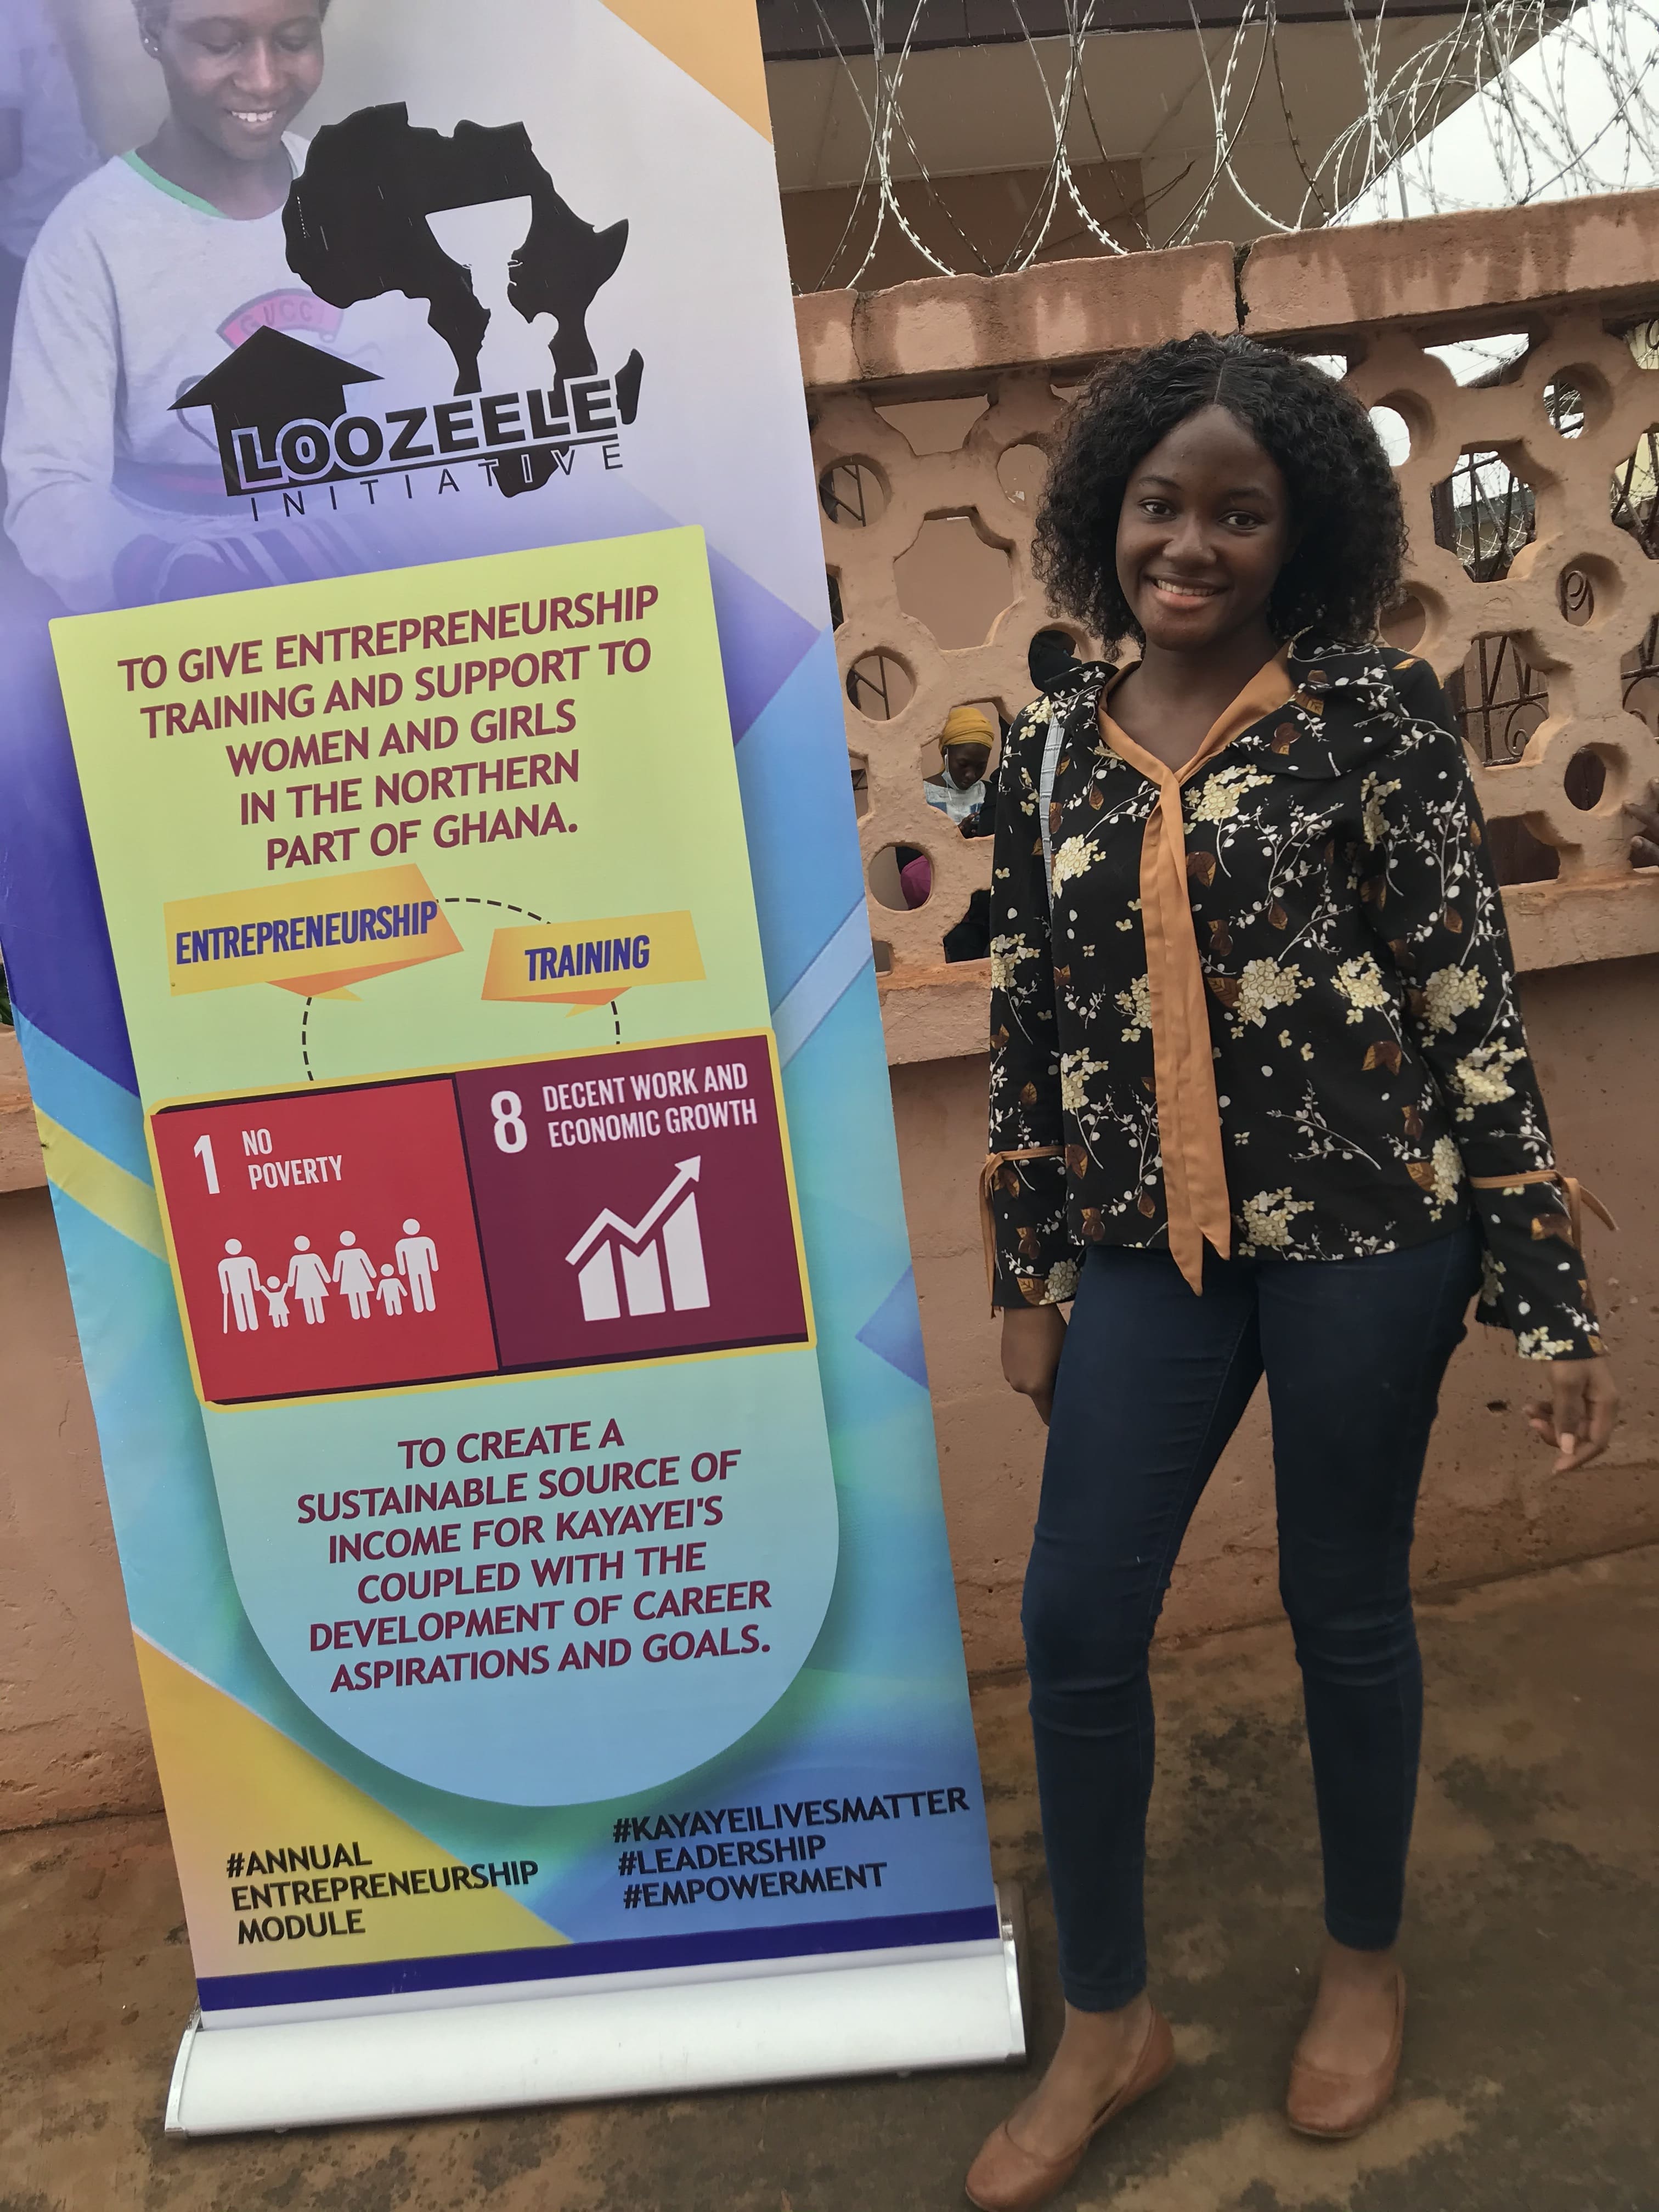 GUCCI
LOOZEELE
INITIATIVE
TO GIVE ENTREPRENEURSHIP
TRAINING AND SUPPORT TO
WOMEN AND GIRLS
IN THE NORTHERN
PART OF GHANA.
ENTREPRENEURSHIP
TRAINING
1 NO
POVERTY
8 DECENT WORK AND
ECONOMIC GROWTH
TO CREATE A
SUSTAINABLE SOURCE OF
INCOME FOR KAYAYEI'S
COUPLED WITH THE
DEVELOPMENT OF CAREER
ASPIRATIONS AND GOALS.
#ANNUAL
ENTREPRENEURSHIP
MODULE
#KAYAYEILIVESMATTER
#LEADERSHIP
#EMPOWERMENT